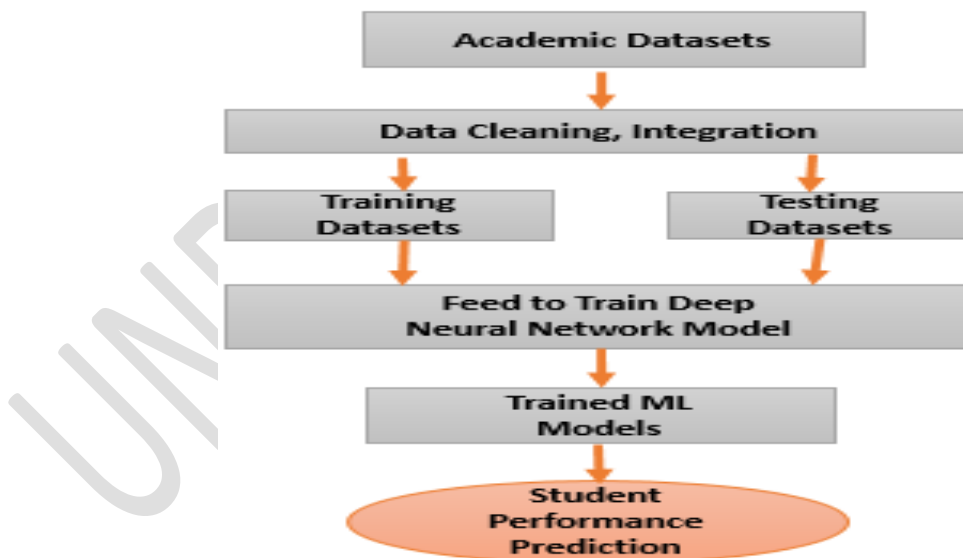 Academic Datasets
Data Cleaning, Integration
Training
Datasets
Testing
Datasets
Feed to Train Deep
Neural Network Model
Trained ML
Models
Student
Performance
Prediction